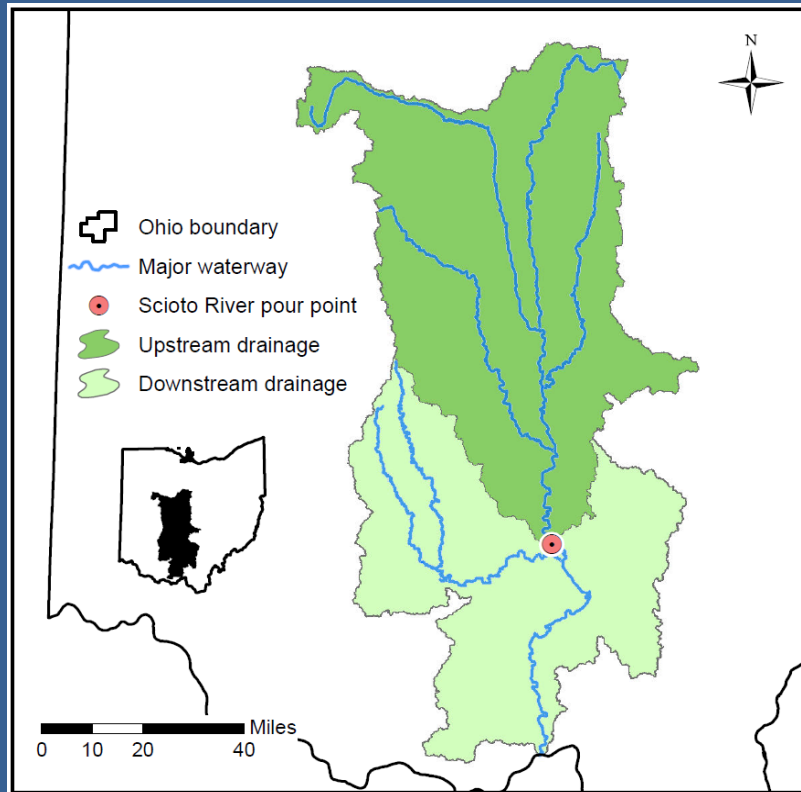 N
Ohio boundary
Major waterway
Scioto River pour point
Upstream drainage
Downstream drainage
Miles
0 10 20 40